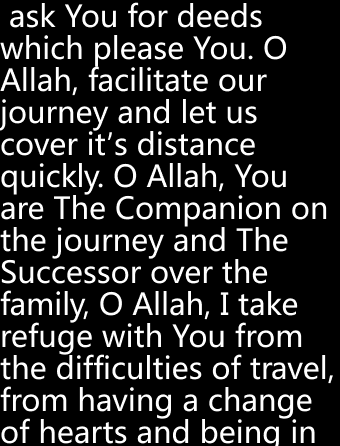 ask You for deeds
which please You. O
Allah, facilitate our
journey and let us
cover it’s distance
quickly. O Allah, You
are The Companion on
the journey and The
Successor over the
family, O Allah, I take
refuge with You from
the difficulties of travel,
from having a change
of hearts and being in